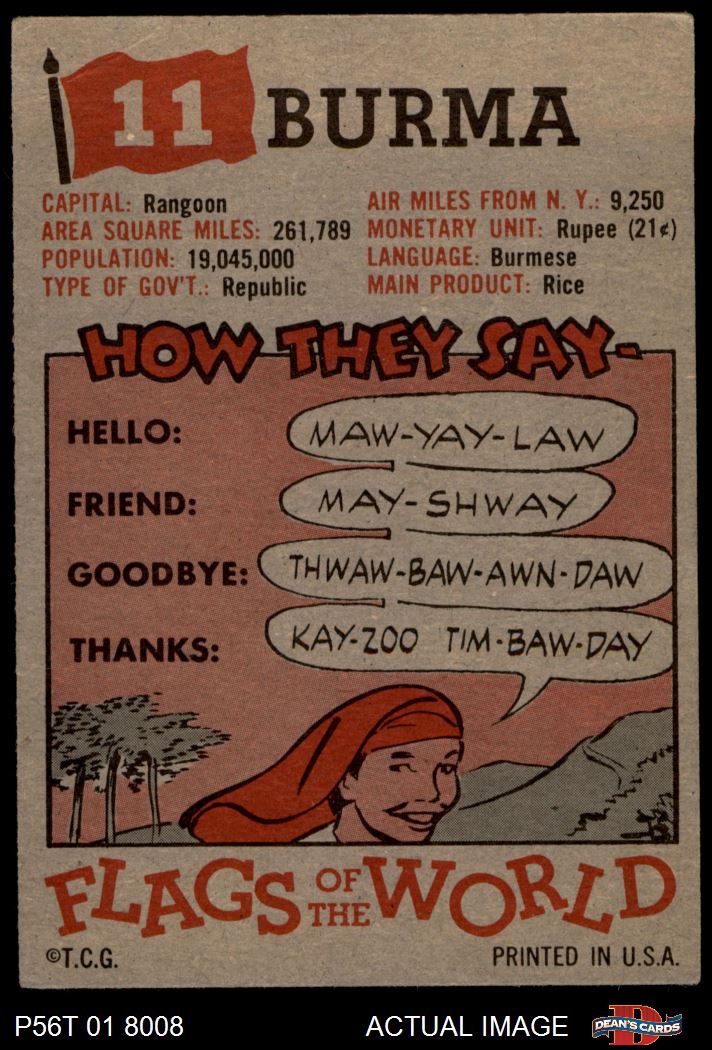 11 BURMA
CAPITAL: Rangoon
AREA SQUARE MILES: 261,789
POPULATION: 19,045,000
TYPE OF GOV'T.: Republic
AIR MILES FROM N. Y.: 9,250
MONETARY UNIT: Rupee (21¢)
LANGUAGE: Burmese
MAIN PRODUCT: Rice
HOW THEY SAY-
HELLO: MAW-YAY-LAW
FRIEND: MAY-SHWAY
GOODBYE: THWAW-BAW-AWN-DAW
THANKS: KAY-ZOO TIM-BAW-DAY
FLAGS OF THE WORLD
©T.C.G. PRINTED IN U.S.A.
P56T 01 8008 ACTUAL IMAGE D DEAN'S CARDS